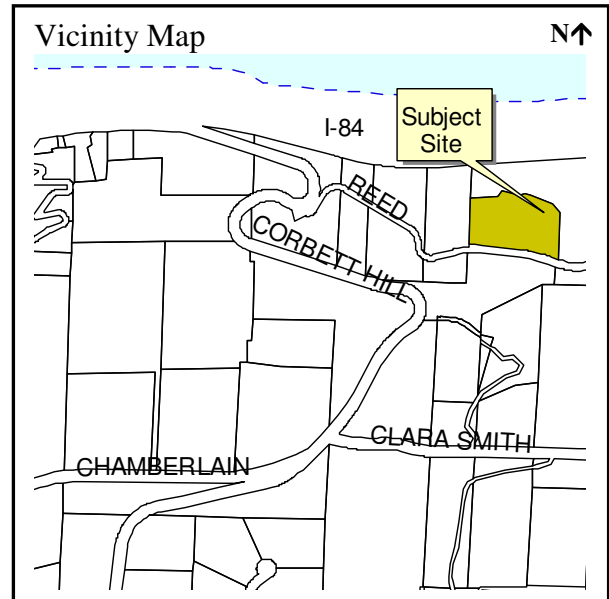 Vicinity Map
N↑
I-84
Subject
Site
REED
CORBETT HILL
CLARA SMITH
CHAMBERLAIN